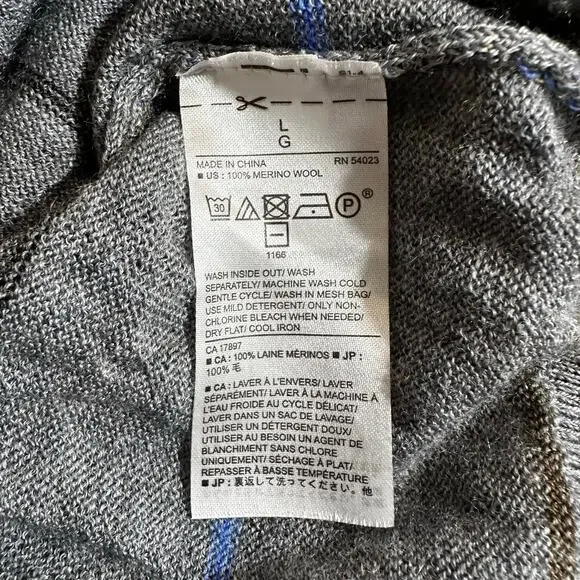 L
G
MADE IN CHINA RN 54023
■ US : 100% MERINO WOOL
30 P ®
1166
WASH INSIDE OUT/ WASH
SEPARATELY/ MACHINE WASH COLD
GENTLE CYCLE/ WASH IN MESH BAG/
USE MILD DETERGENT/ ONLY NON-
CHLORINE BLEACH WHEN NEEDED/
DRY FLAT/ COOL IRON
CA 17897
■ CA : 100% LAINE MÉRINOS ■ JP :
100% 毛
■ CA : LAVER À L'ENVERS/ LAVER
SÉPARÉMENT/ LAVER À LA MACHINE À
L'EAU FROIDE AU CYCLE DÉLICAT/
LAVER DANS UN SAC DE LAVAGE/
UTILISER UN DÉTERGENT DOUX/
UTILISER AU BESOIN UN AGENT DE
BLANCHIMENT SANS CHLORE
UNIQUEMENT/ SÉCHAGE À PLAT/
REPASSER À BASSE TEMPÉRATURE
■ JP : 裏返して洗ってください。他